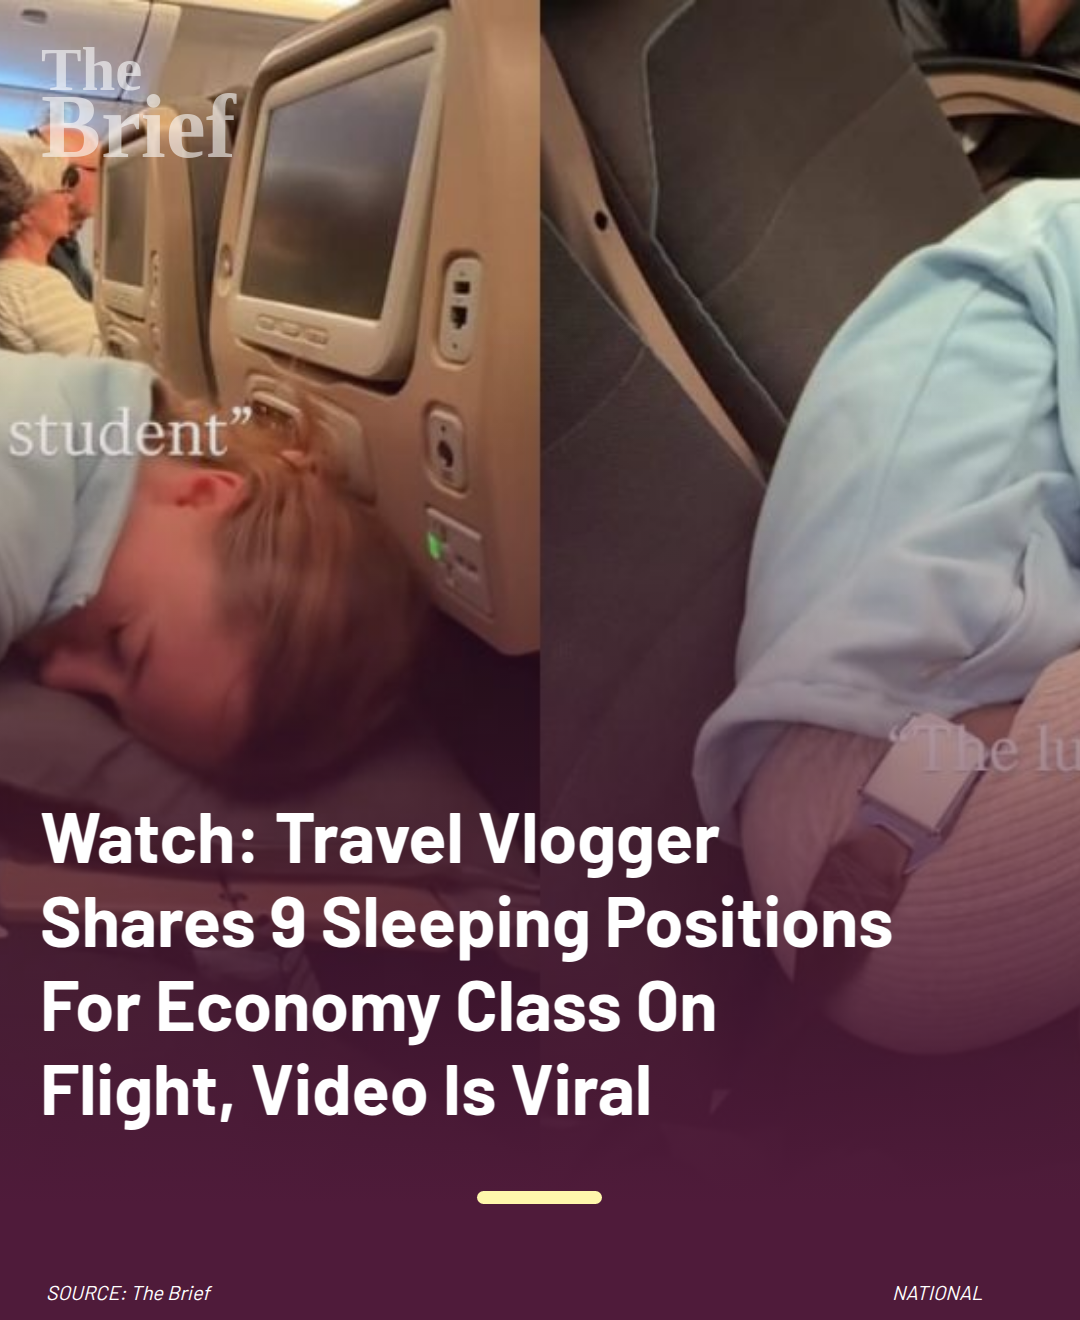 The
Brief
student”
“The lu
Watch: Travel Vlogger
Shares 9 Sleeping Positions
For Economy Class On
Flight, Video Is Viral
SOURCE: The Brief
NATIONAL